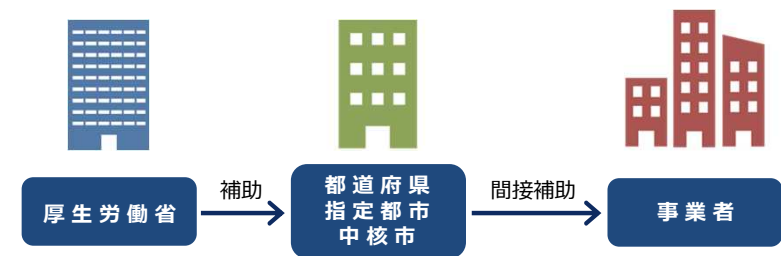 厚生労働省
補助
都道府県
指定都市
中核市
間接補助
事業者